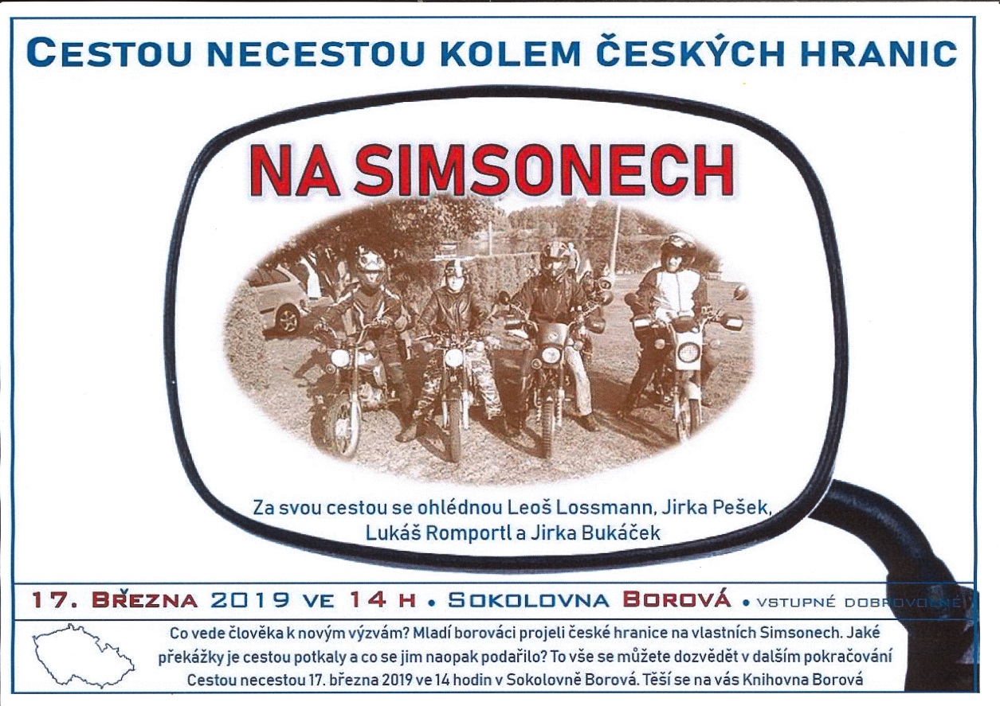 CESTOU NECESTOU KOLEM ČESKÝCH HRANIC
NA SIMSONECH
Za svou cestou se ohlédnou Leoš Lossmann, Jirka Pešek,
Lukáš Romportl a Jirka Bukáček
17. BŘEZNA 2019 VE 14 H • SOKOLOVNA BOROVÁ • VSTUPNÉ DOBROVOLNÉ
Co vede člověka k novým výzvám? Mladí borováci projeli české hranice na vlastních Simsonech. Jaké
překážky je cestou potkaly a co se jim naopak podařilo? To vše se můžete dozvědět v dalším pokračování
Cestou necestou 17. března 2019 ve 14 hodin v Sokolovně Borová. Těší se na vás Knihovna Borová